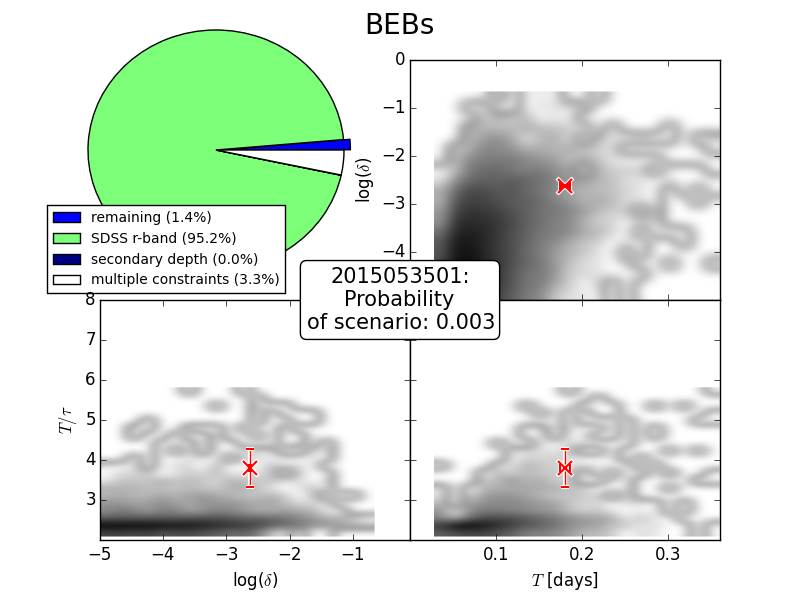 BEBs
remaining (1.4%)
SDSS r-band (95.2%)
secondary depth (0.0%)
multiple constraints (3.3%)
0
−1
−2
−3
−4
log(δ)
2015053501:
Probability
of scenario: 0.003
8
7
6
5
4
3
T/τ
−5 −4 −3 −2 −1
log(δ)
0.1 0.2 0.3
T [days]